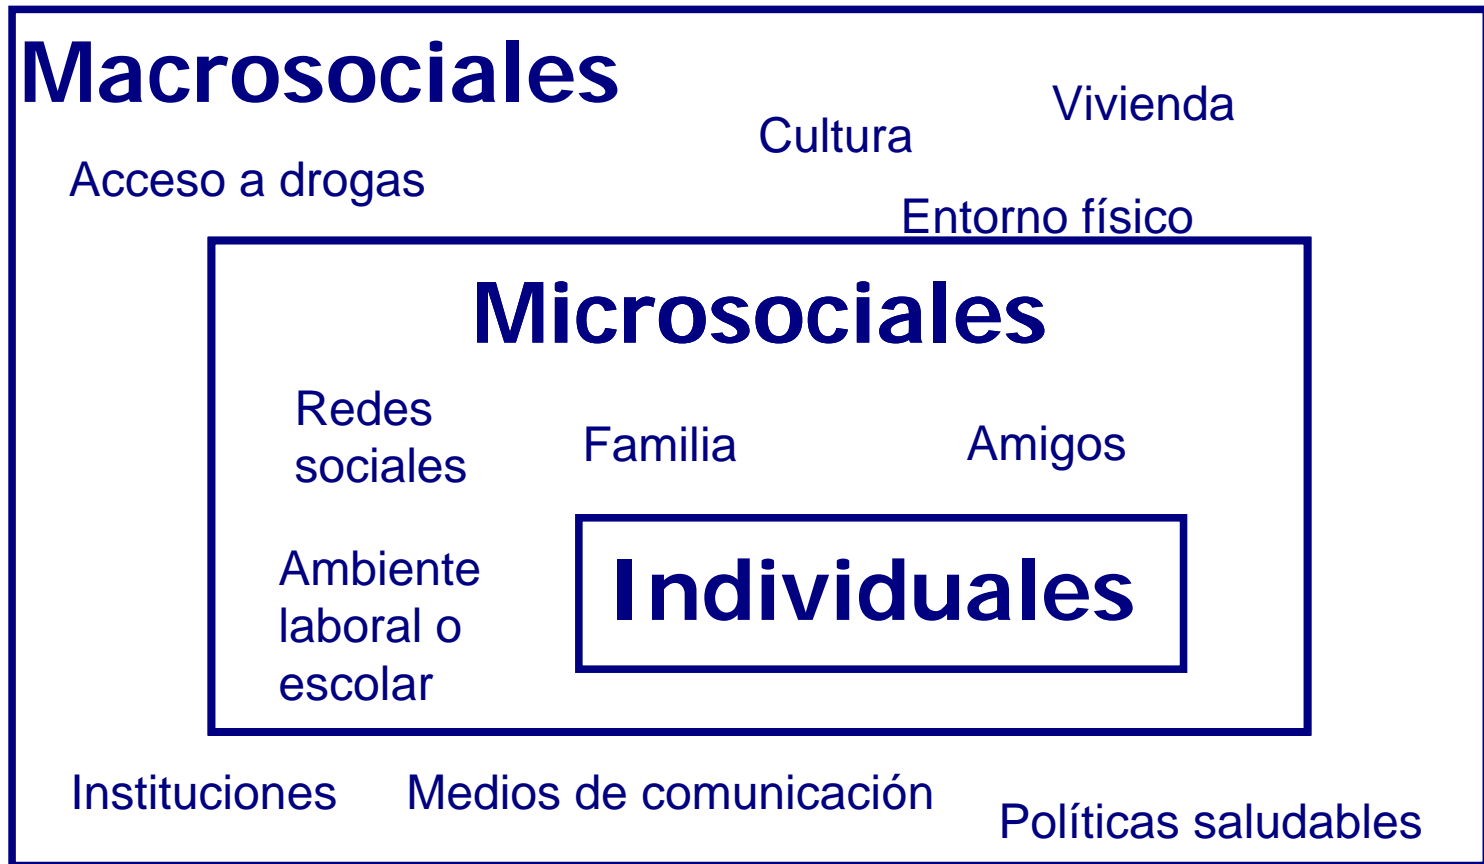 Macrosociales
Vivienda
Cultura
Acceso a drogas
Entorno físico
Microsociales
Redes
sociales
Familia
Amigos
Ambiente
laboral o
escolar
Individuales
Instituciones
Medios de comunicación
Políticas saludables